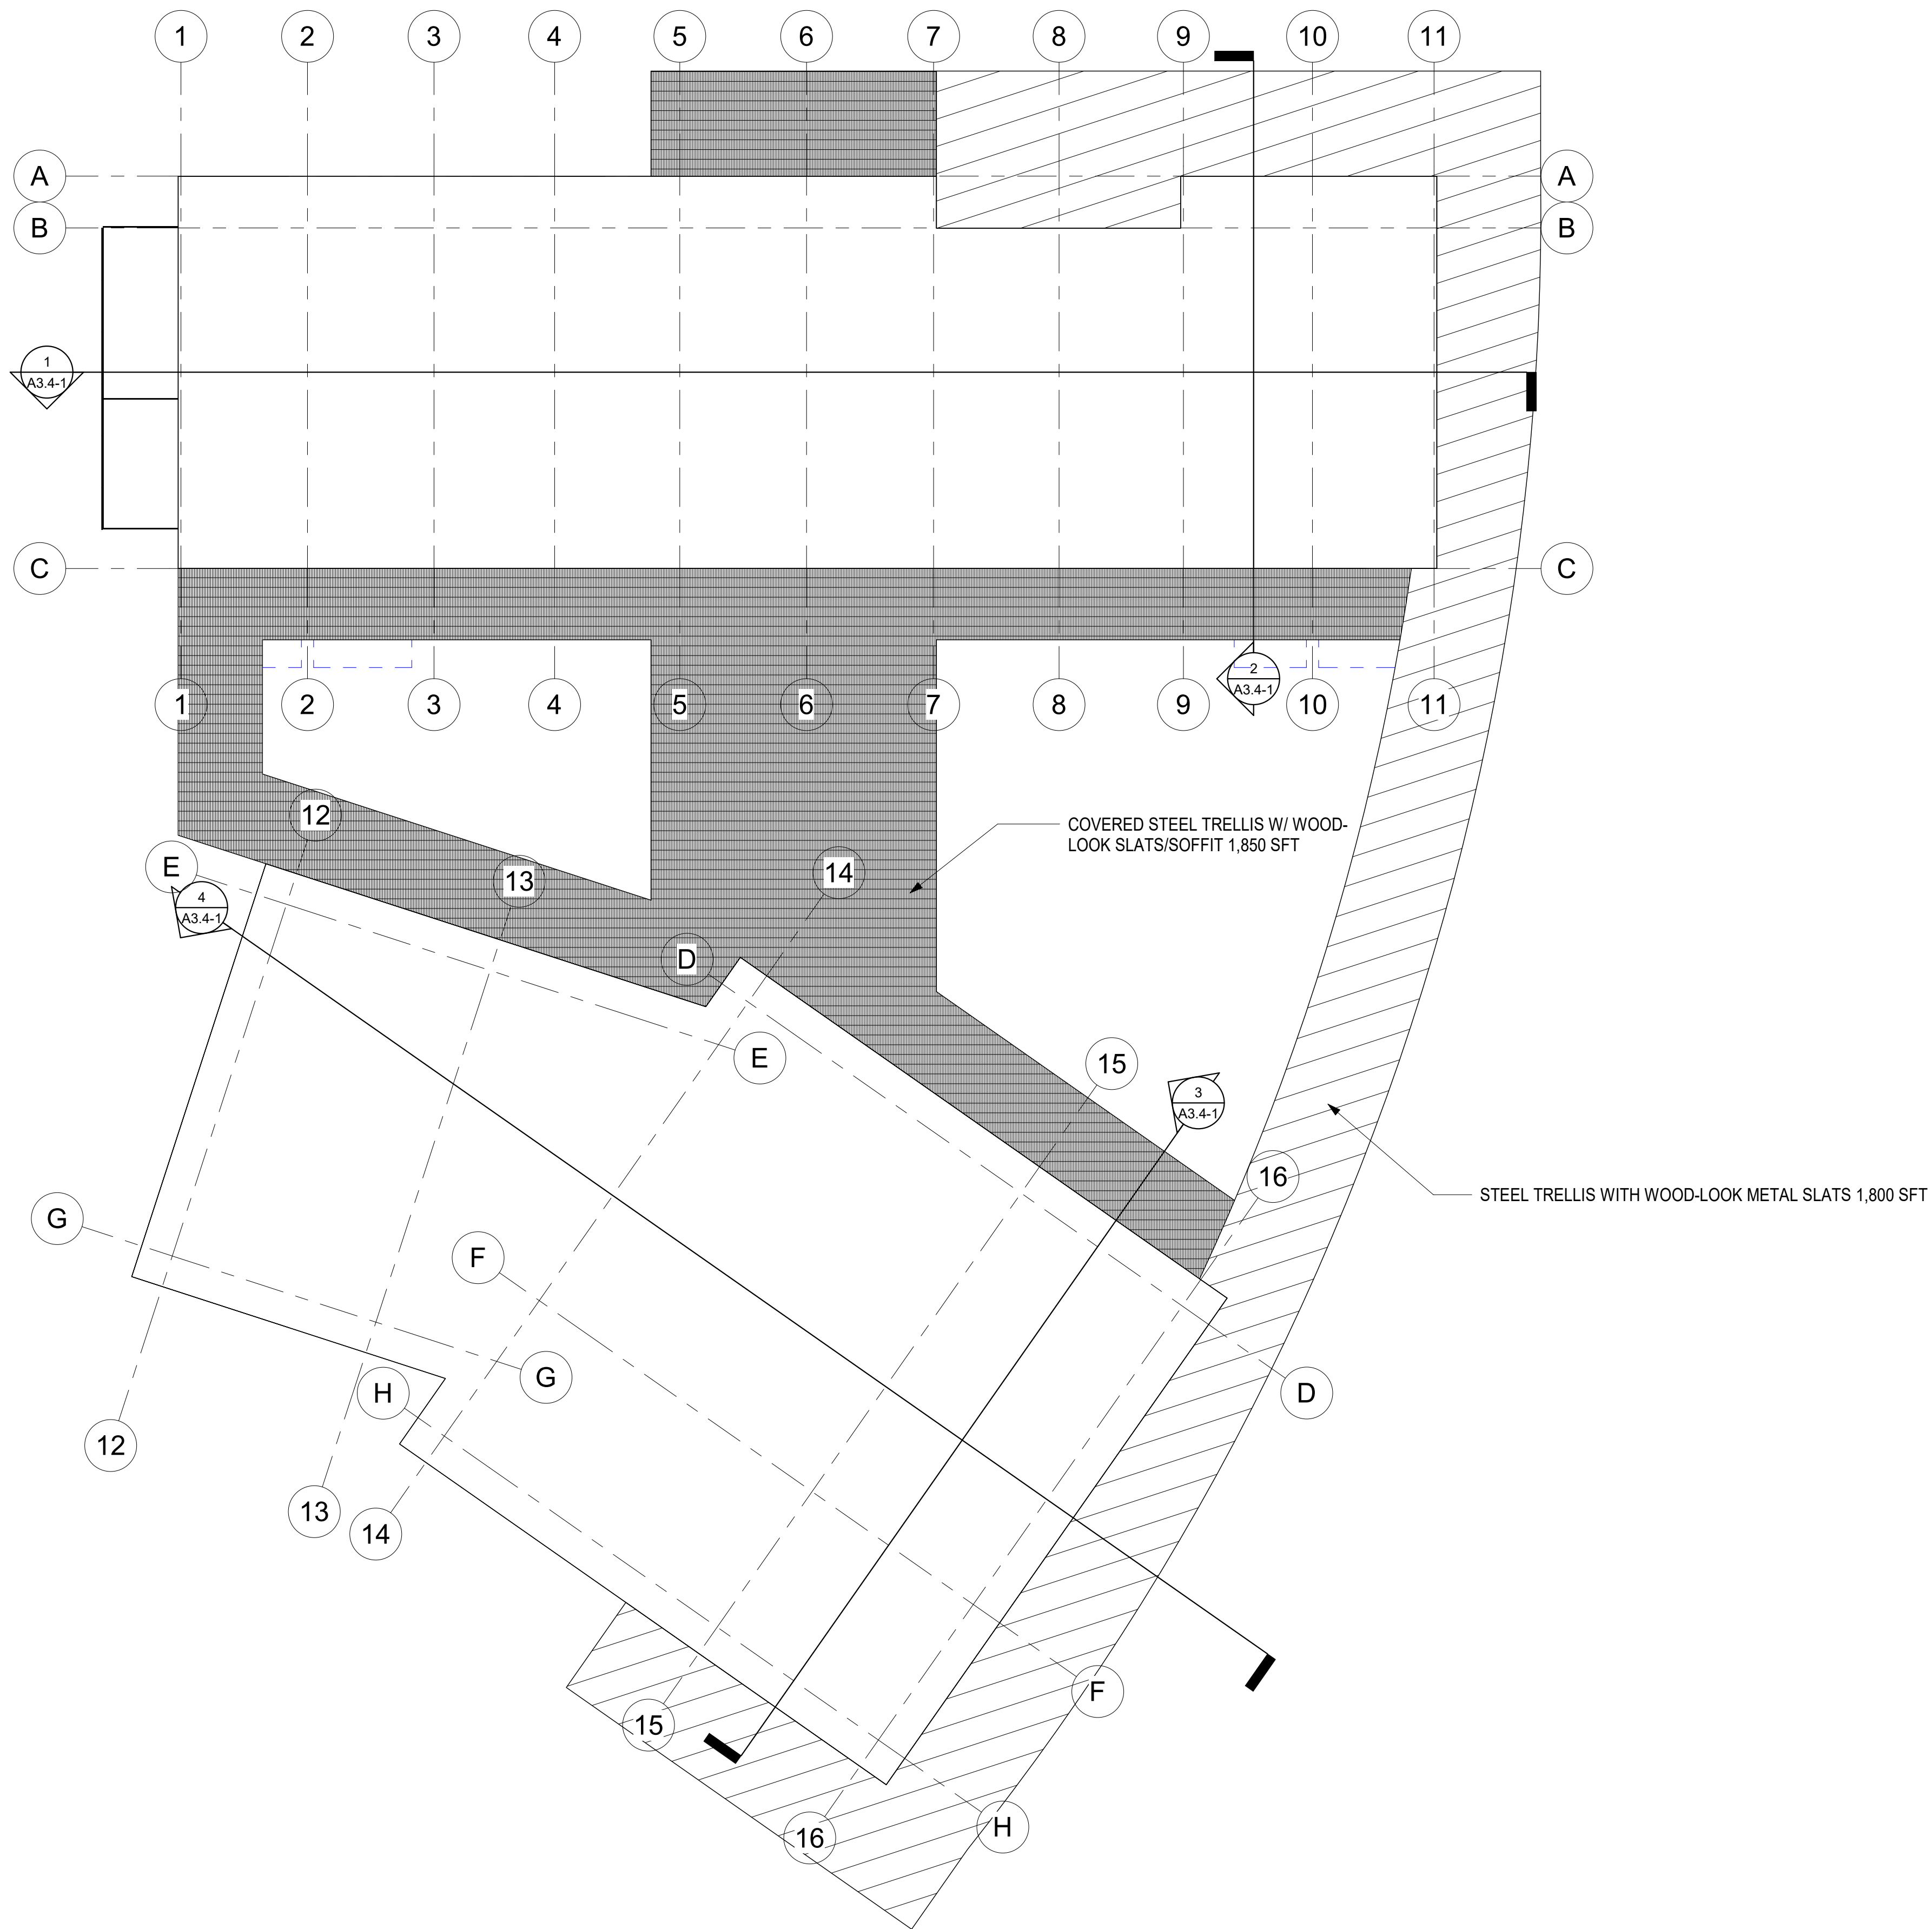 1 2 3 4 5 6 7 8 9 10 11
A A
B B
1
A3.4-1
C C
2
A3.4-1
1 2 3 4 5 6 7 8 9 10 11
12
COVERED STEEL TRELLIS W/ WOOD-
LOOK SLATS/SOFFIT 1,850 SFT
E 13 14
4
A3.4-1
D
E 15
3
A3.4-1
16
STEEL TRELLIS WITH WOOD-LOOK METAL SLATS 1,800 SFT
G F
H G D
12
13 14
F
15
16 H